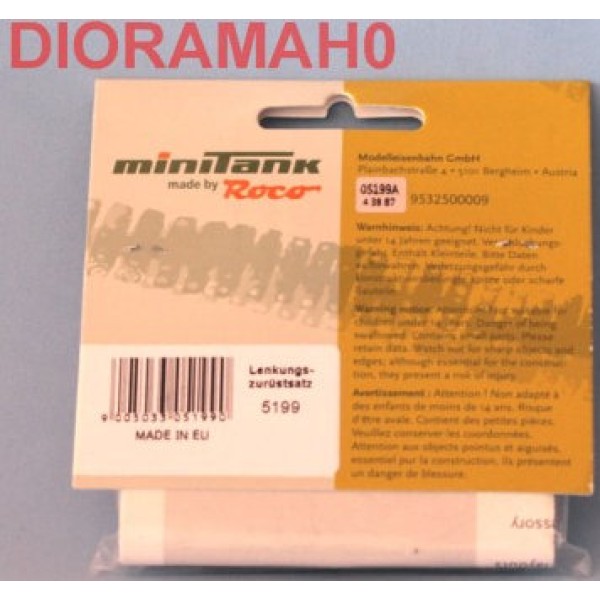 DIORAMAH0
miniTank
made by Roco
Modelleisenbahn GmbH
Plainbachstraße 4 • 5101 Bergheim • Austria
05199A
4 38 87
9532500009
Warnhinweis: Achtung! Nicht für Kinder
unter 14 Jahren geeignet.
Enthält Kleinteile. Bitte Daten
Verletzungsgefahr durch
oder scharfe
Warning notice:
children under 14 years. Danger of being
swallowed. Contains small parts. Please
retain data. Watch out for sharp objects and
edges; although essential for the construc-
tion, they present a risk of injury.
Avertissement : Attention ! Non adapté à
des enfants de moins de 14 ans. Risque
d'être avalé. Contient des petites pièces.
Veuillez conserver les coordonnées.
Attention aux objets pointus et aiguisés,
essentiel pour la construction, ils présentent
un danger de blessure.
Lenkungs-
zurüstsatz
5199
9 005033 051990
MADE IN EU